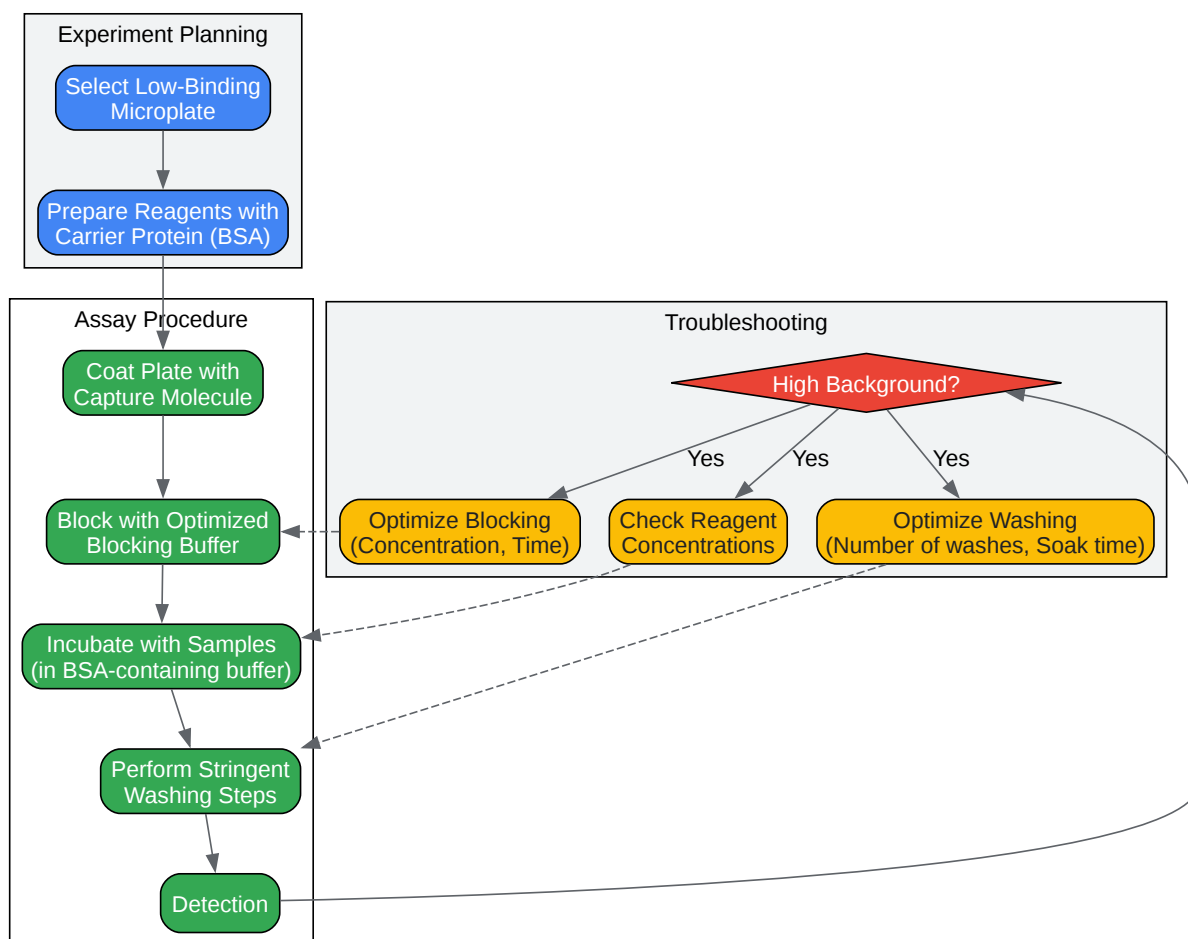 Experiment Planning
Select Low-Binding
Microplate
Prepare Reagents with
Carrier Protein (BSA)
Assay Procedure
Coat Plate with
Capture Molecule
Block with Optimized
Blocking Buffer
Incubate with Samples
(in BSA-containing buffer)
Perform Stringent
Washing Steps
Detection
Troubleshooting
High Background?
Yes
Yes
Yes
Optimize Blocking
(Concentration, Time)
Check Reagent
Concentrations
Optimize Washing
(Number of washes, Soak time)